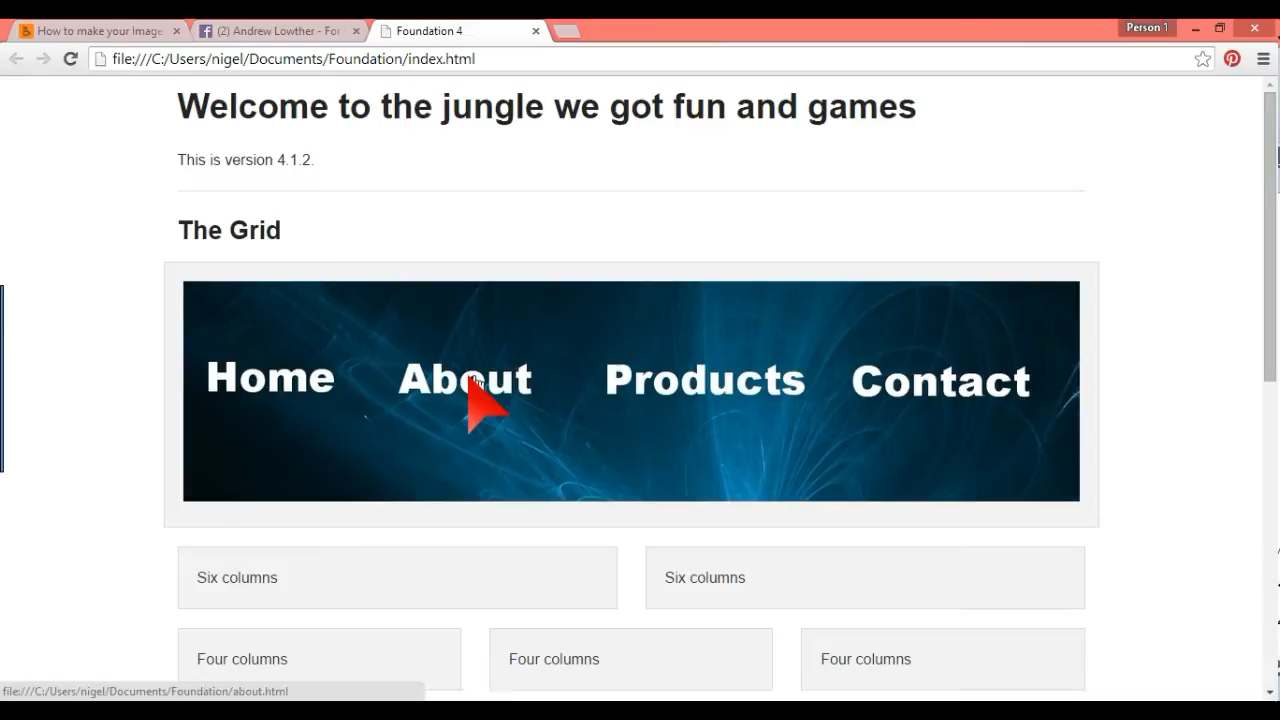 How to make your Image
(2) Andrew Lowther - For
Foundation 4
Person 1
file:///C:/Users/nigel/Documents/Foundation/index.html
Welcome to the jungle we got fun and games
This is version 4.1.2.
The Grid
Home About Products Contact
Six columns Six columns
Four columns Four columns Four columns
file:///C:/Users/nigel/Documents/Foundation/about.html